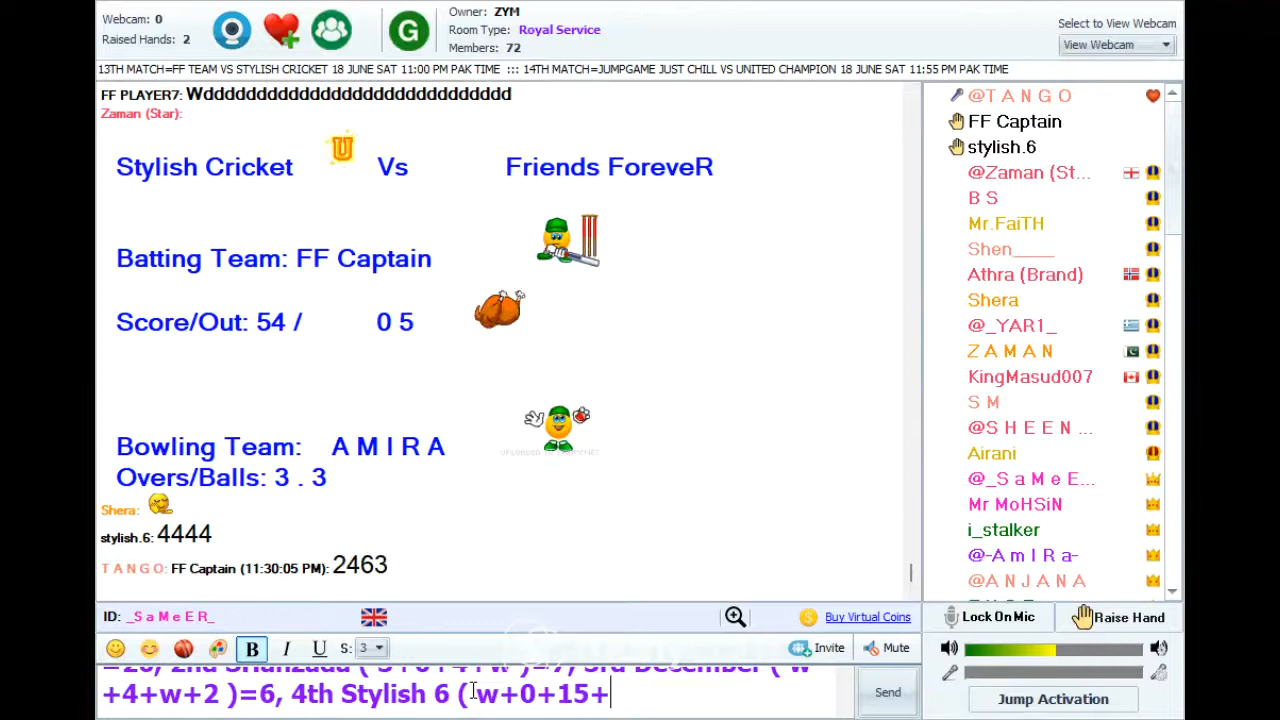 Webcam: 0
Raised Hands: 2
G
Owner: ZYM
Room Type: Royal Service
Members: 72
Select to View Webcam
View Webcam
13TH MATCH=FF TEAM VS STYLISH CRICKET 18 JUNE SAT 11:00 PM PAK TIME ::: 14TH MATCH=JUMPGAME JUST CHILL VS UNITED CHAMPION 18 JUNE SAT 11:55 PM PAK TIME
FF PLAYER7: Wddddddddddddddddddddddddddddd
Zaman (Star):
Stylish Cricket U Vs Friends ForeveR
Batting Team: FF Captain
Score/Out: 54 / 0 5
Bowling Team: A M I R A
Overs/Balls: 3 . 3
Shera:
stylish.6: 4444
T A N G O: FF Captain (11:30:05 PM): 2463
@T A N G O
FF Captain
stylish.6
@Zaman (St...
B S
Mr.FaiTH
Shen____
Athra (Brand)
Shera
@_YAR1_
Z A M A N
KingMasud007
S M
@S H E E N ...
Airani
@_S a M e E...
Mr MoHSiN
i_stalker
@-A m I R a-
@A N J A N A
ID: _S a M e E R_
Buy Virtual Coins
Lock On Mic
Raise Hand
B I U S: 3
Invite
Mute
+4+w+2 )=6, 4th Stylish 6 ( w+0+15+
Send
Jump Activation